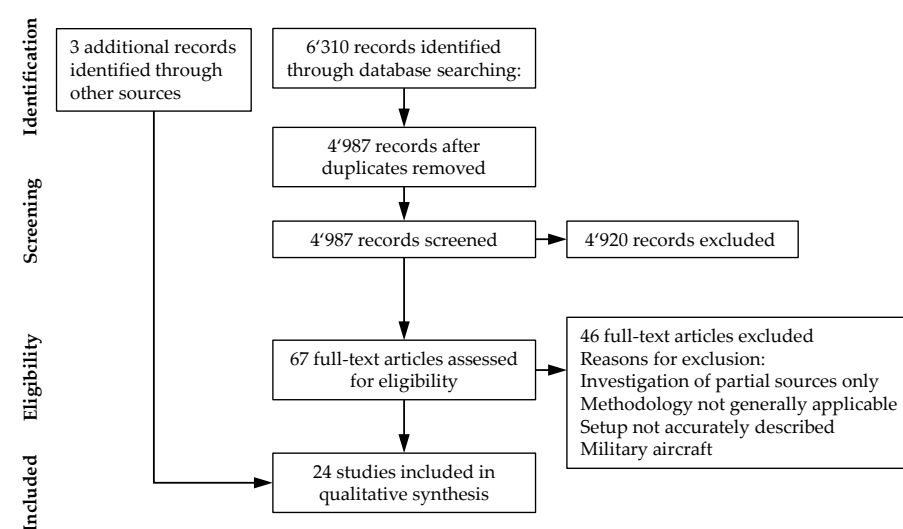 Identification
3 additional records
identified through
other sources
6‘310 records identified
through database searching:
4‘987 records after
duplicates removed
Screening
4‘987 records screened
4‘920 records excluded
Eligibility
67 full-text articles assessed
for eligibility
46 full-text articles excluded
Reasons for exclusion:
Investigation of partial sources only
Methodology not generally applicable
Setup not accurately described
Military aircraft
Included
24 studies included in
qualitative synthesis